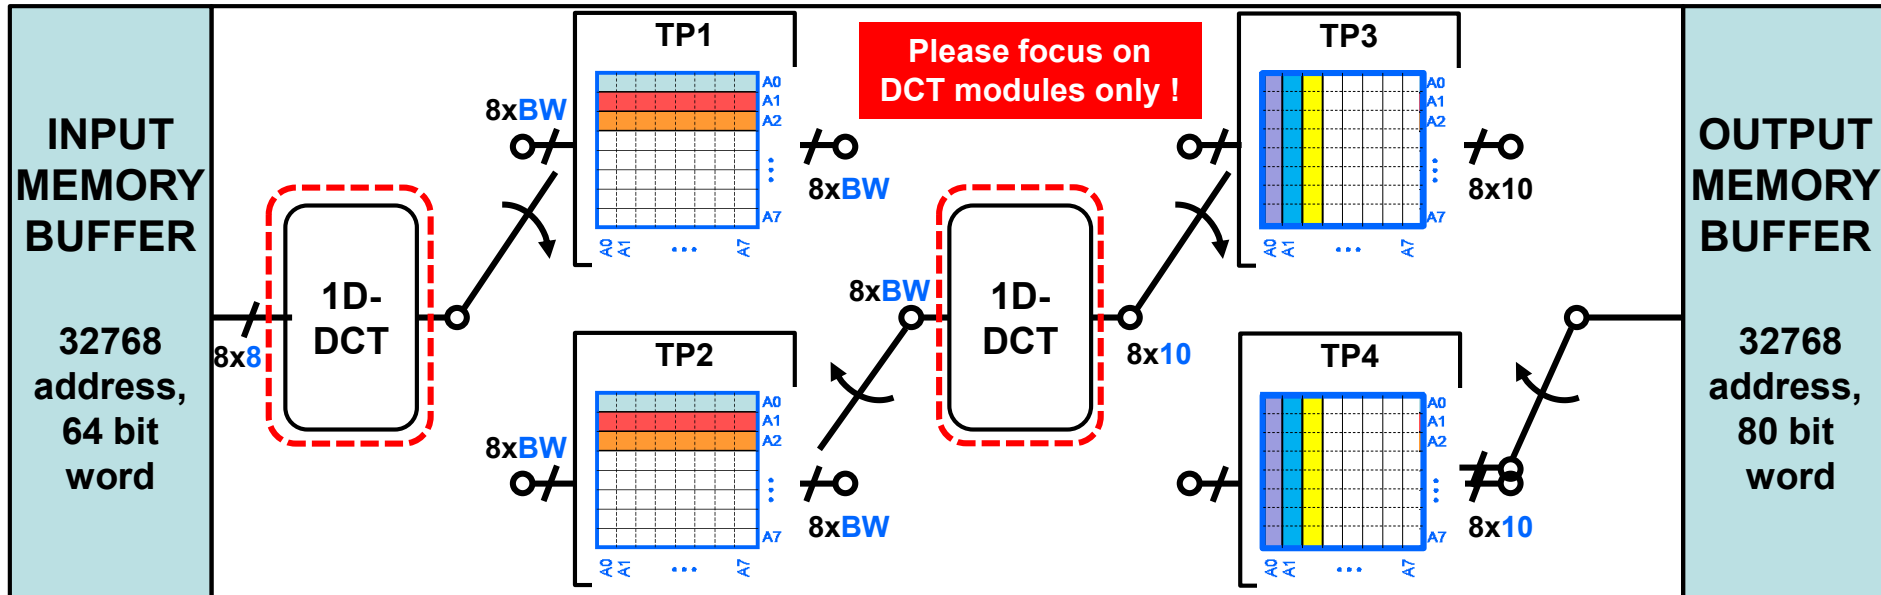 INPUT
MEMORY
BUFFER
32768
address,
64 bit
word
8x8
1D-
DCT
TP1
8xBW
A0
A1
A2
...
A7
A0
A1
...
A7
8xBW
TP2
8xBW
A0
A1
A2
...
A7
A0
A1
...
A7
8xBW
Please focus on
DCT modules only !
8xBW
1D-
DCT
8x10
TP3
A0
A1
A2
...
A7
A0
A1
...
A7
8x10
TP4
A0
A1
A2
...
A7
A0
A1
...
A7
8x10
OUTPUT
MEMORY
BUFFER
32768
address,
80 bit
word